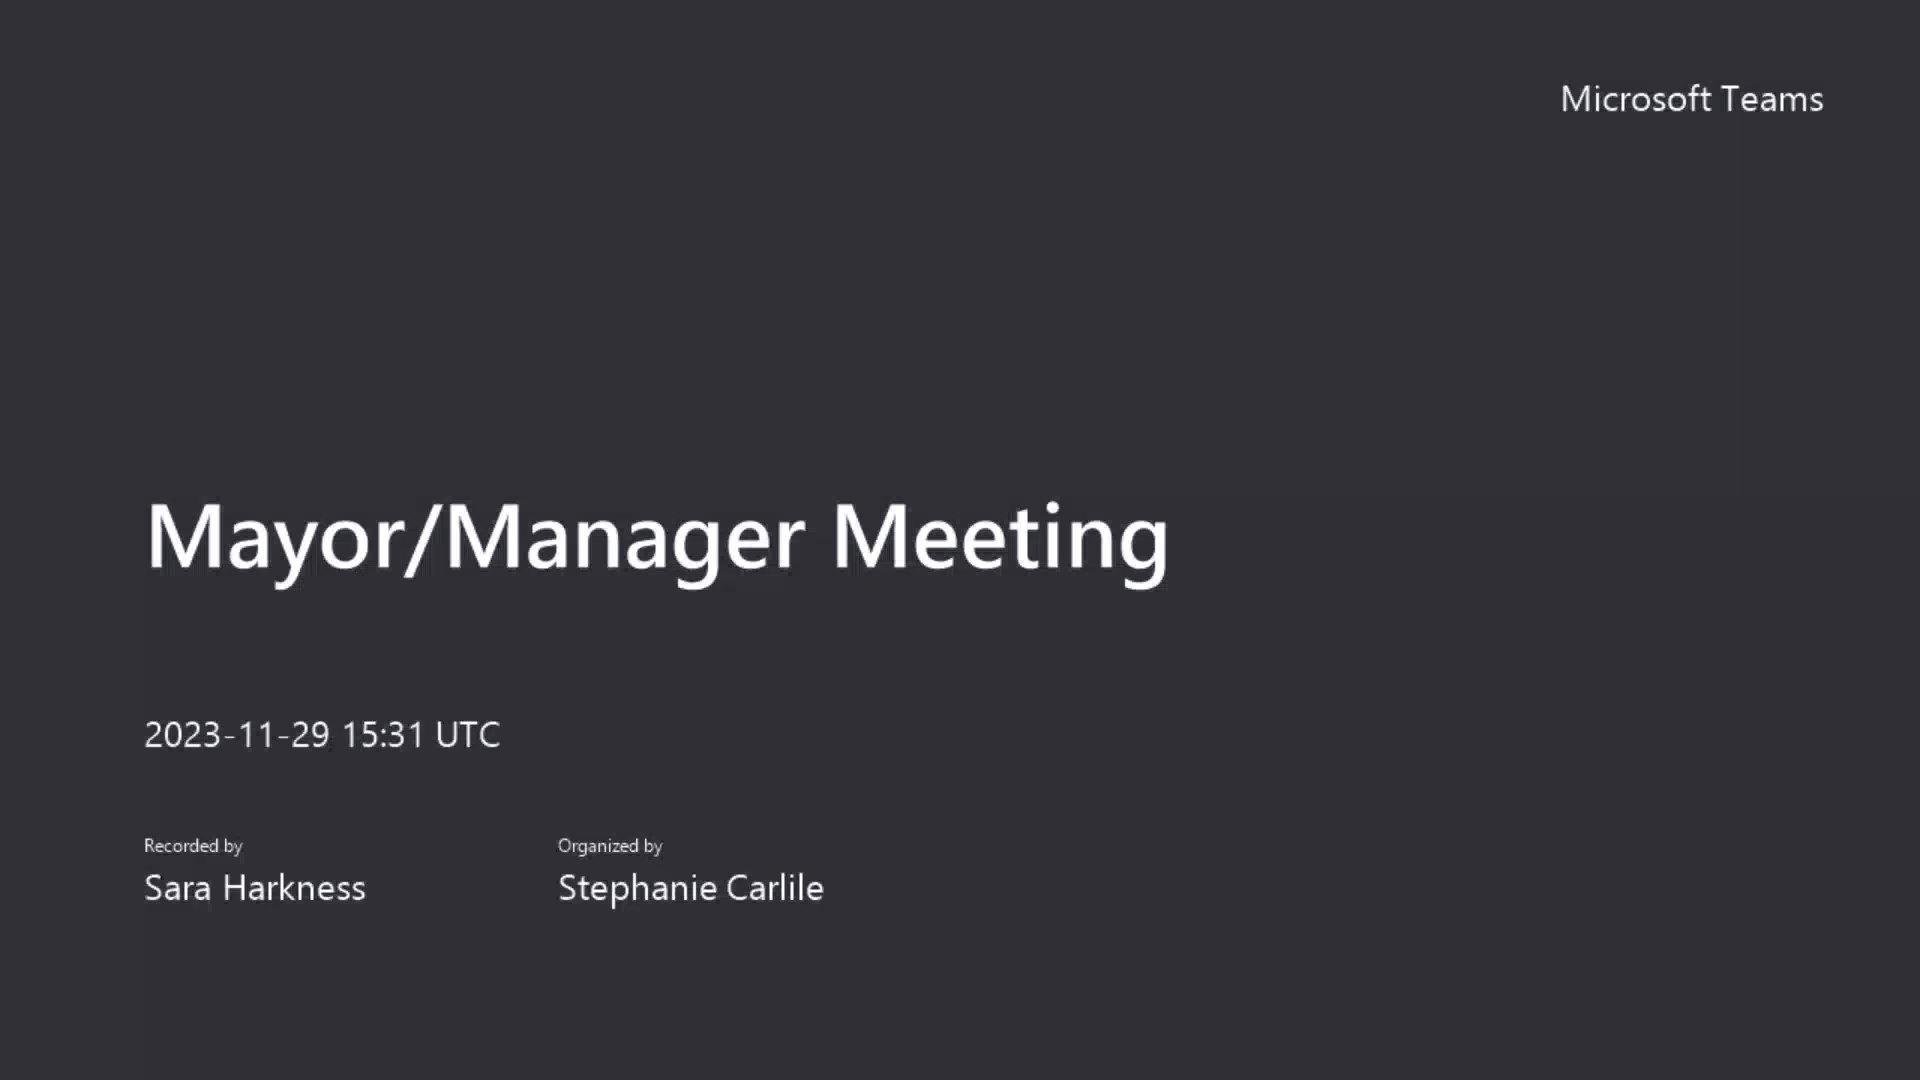 Microsoft Teams
Mayor/Manager Meeting
2023-11-29 15:31 UTC
Recorded by
Sara Harkness
Organized by
Stephanie Carlile